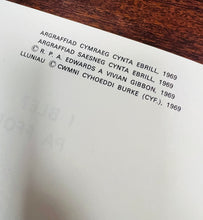 ARGRAFFIAD CYMRAEG CYNTA EBRILL, 1969
ARGRAFFIAD SAESNEG CYNTA EBRILL, 1969
© R. P. A. EDWARDS A VIVIAN GIBBON, 1969
LLUNIAU © CWMNI CYHOEDDI BURKE (CYF.), 1969